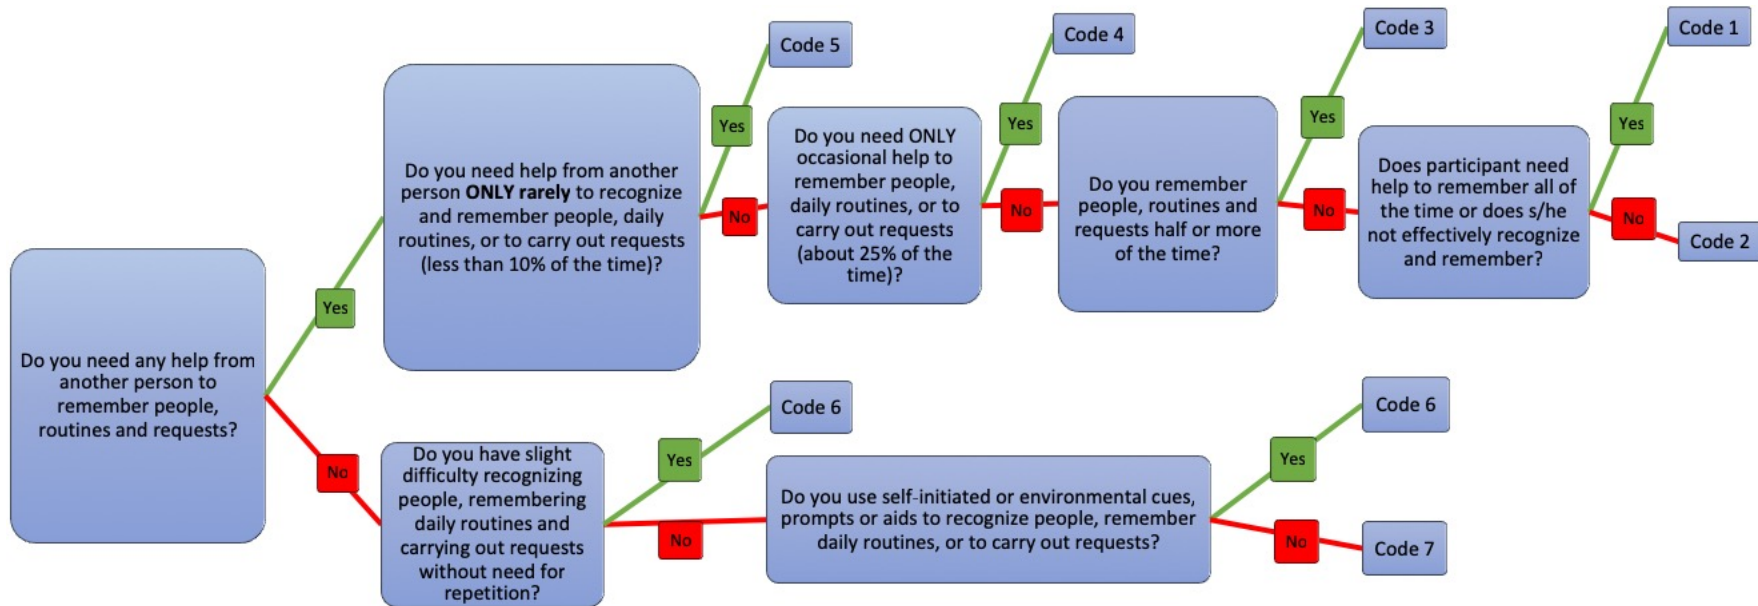 Do you need any help from
another person to
remember people,
routines and requests?
Yes
Do you need help from another
person ONLY rarely to recognize
and remember people, daily
routines, or to carry out requests
(less than 10% of the time)?
Yes
Code 5
No
Do you need ONLY
occasional help to
remember people,
daily routines, or to
carry out requests
(about 25% of the
time)?
Yes
Code 4
No
Do you remember
people, routines and
requests half or more
of the time?
Yes
Code 3
No
Does participant need
help to remember all of
the time or does s/he
not effectively recognize
and remember?
Yes
Code 1
No
Code 2
No
Do you have slight
difficulty recognizing
people, remembering
daily routines and
carrying out requests
without need for
repetition?
Yes
Code 6
No
Do you use self-initiated or environmental cues,
prompts or aids to recognize people, remember
daily routines, or to carry out requests?
Yes
Code 6
No
Code 7